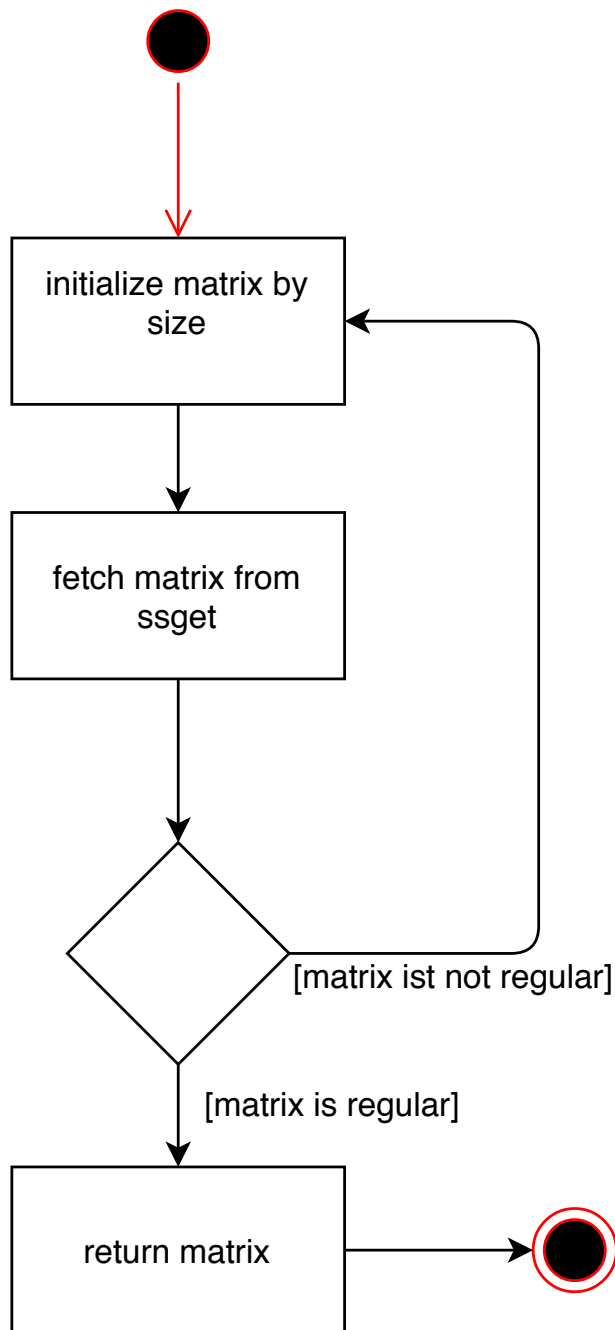 initialize matrix by
size
fetch matrix from
ssget
[matrix ist not regular]
[matrix is regular]
return matrix